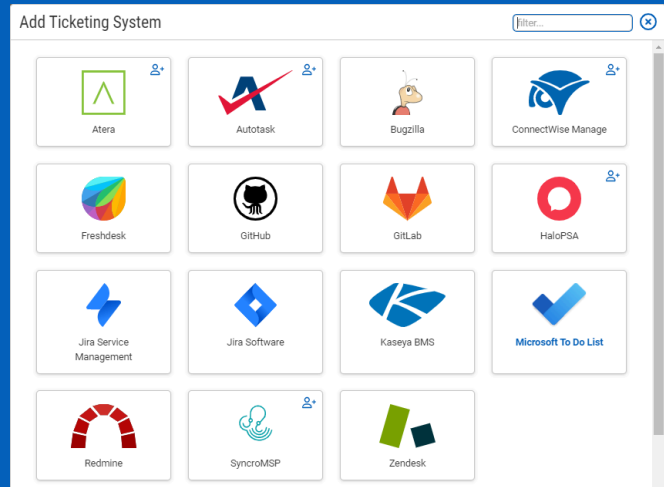 Add Ticketing System
filter...
Atera
Autotask
Bugzilla
ConnectWise Manage
Freshdesk
GitHub
GitLab
HaloPSA
Jira Service
Management
Jira Software
Kaseya BMS
Microsoft To Do List
Redmine
SyncroMSP
Zendesk